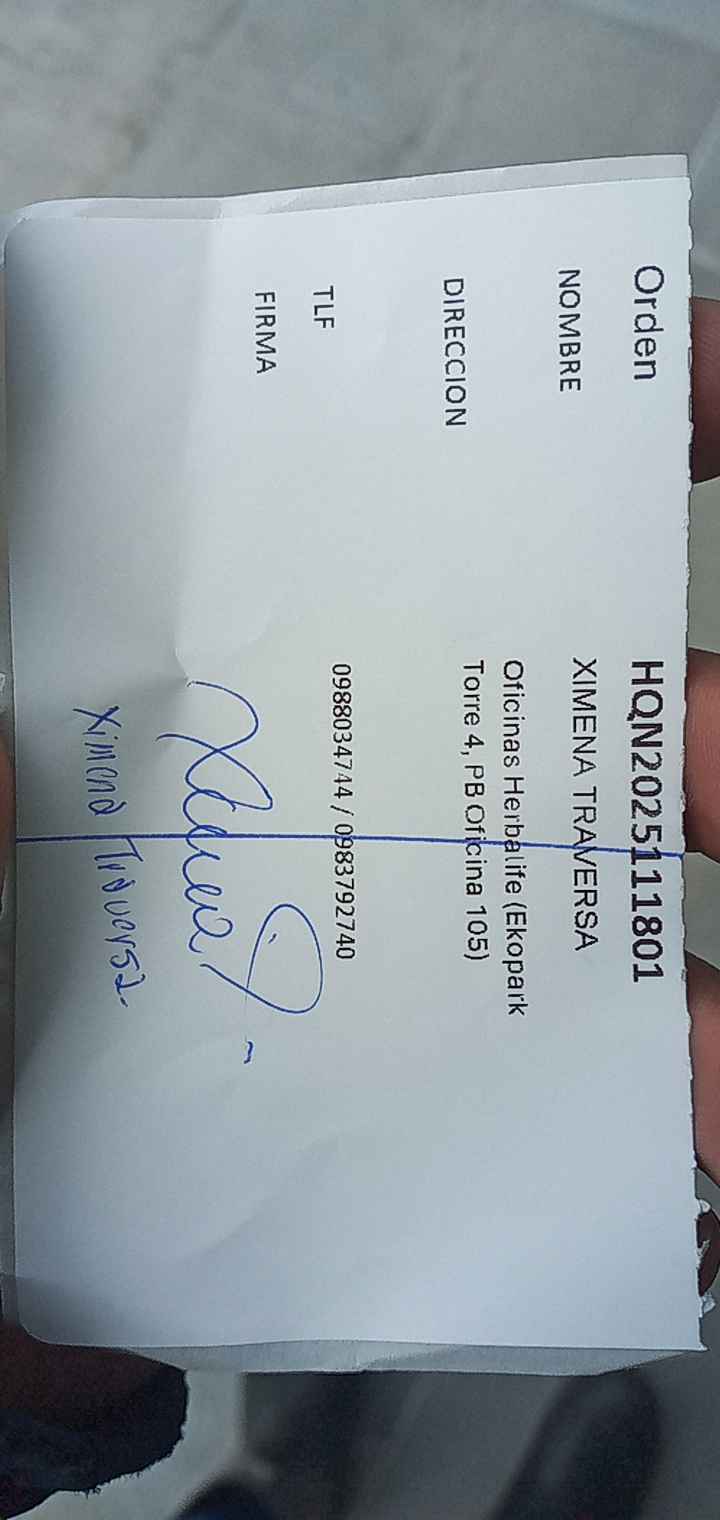 Orden HQN2025111801
NOMBRE XIMENA TRAVERSA
Oficinas Herbalife (Ekopark
DIRECCION Torre 4, PB Oficina 105)
TLF 0988034744 / 0983792740
FIRMA Ximena
Ximena Traversa.